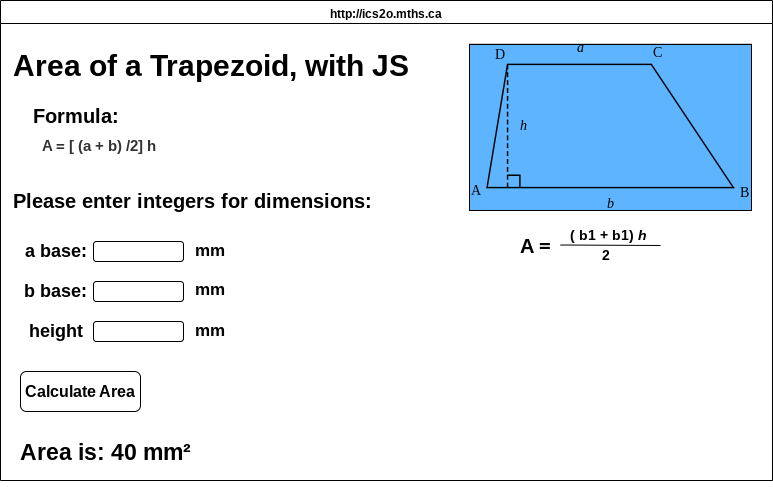 http://ics2o.mths.ca
Area of a Trapezoid, with JS
Formula:
A = [ (a + b) /2] h
Please enter integers for dimensions:
a base: mm
b base: mm
height mm
Calculate Area
Area is: 40 mm²
D a C
h
A B
b
A = ( b1 + b1) h
2